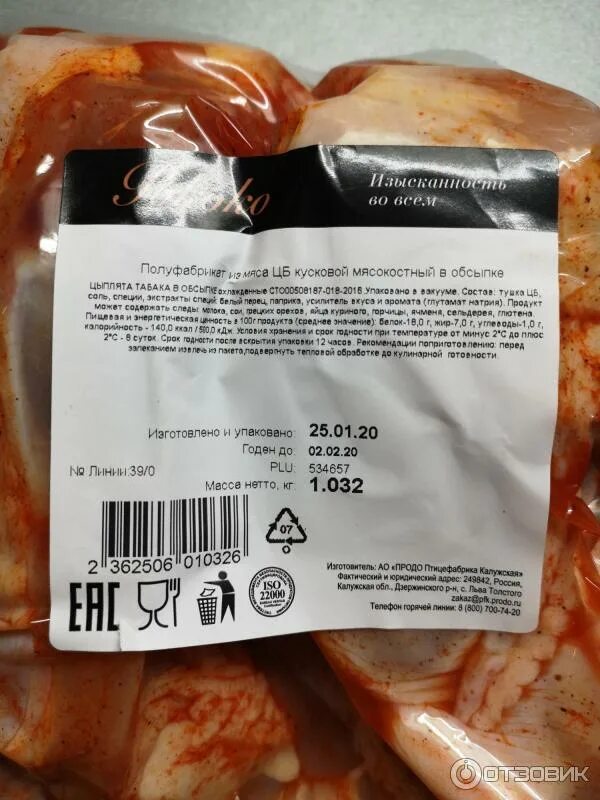 Изысканность
во всем
Полуфабрикат из мяса ЦБ кусковой мясокостный в обсыпке
ЦЫПЛЯТА ТАБАКА В ОБСЫПКЕ охлажденные СТО00508187-018-2016.Упаковано в вакууме. Состав: тушка ЦБ,
соль, специи, экстракты специй: белый перец, паприка, усилитель вкуса и аромата (глутамат натрия). Продукт
может содержать следы: молока, сои, грецких орехов, яйца куриного, горчицы, ячменя, сельдерея, глютена.
Пищевая и энергетическая ценность в 100г продукта (среднее значение): белок-18,0 г, жир-7,0 г, углеводы-1,0 г,
калорийность - 140,0 ккал / 590,0 кДж. Условия хранения и срок годности при температуре от минус 2°С до плюс
2°С - 8 суток. Срок годности после вскрытия упаковки 12 часов. Рекомендации по приготовлению: перед
запеканием извлечь из пакета,подвергнуть тепловой обработке до кулинарной готовности.
Изготовлено и упаковано: 25.01.20
Годен до: 02.02.20
№ Линии:39/0 PLU: 534657
Масса нетто, кг: 1.032
2 362506 010326
07
EAC
ISO
22000
Изготовитель: АО «ПРОДО Птицефабрика Калужская»
Фактический и юридический адрес: 249842, Россия,
Калужская обл., Дзержинского р-н, с. Льва Толстого
zakaz@pfk.prodo.ru
Телефон горячей линии: 8 (800) 700-74-20
ОТЗОВИК